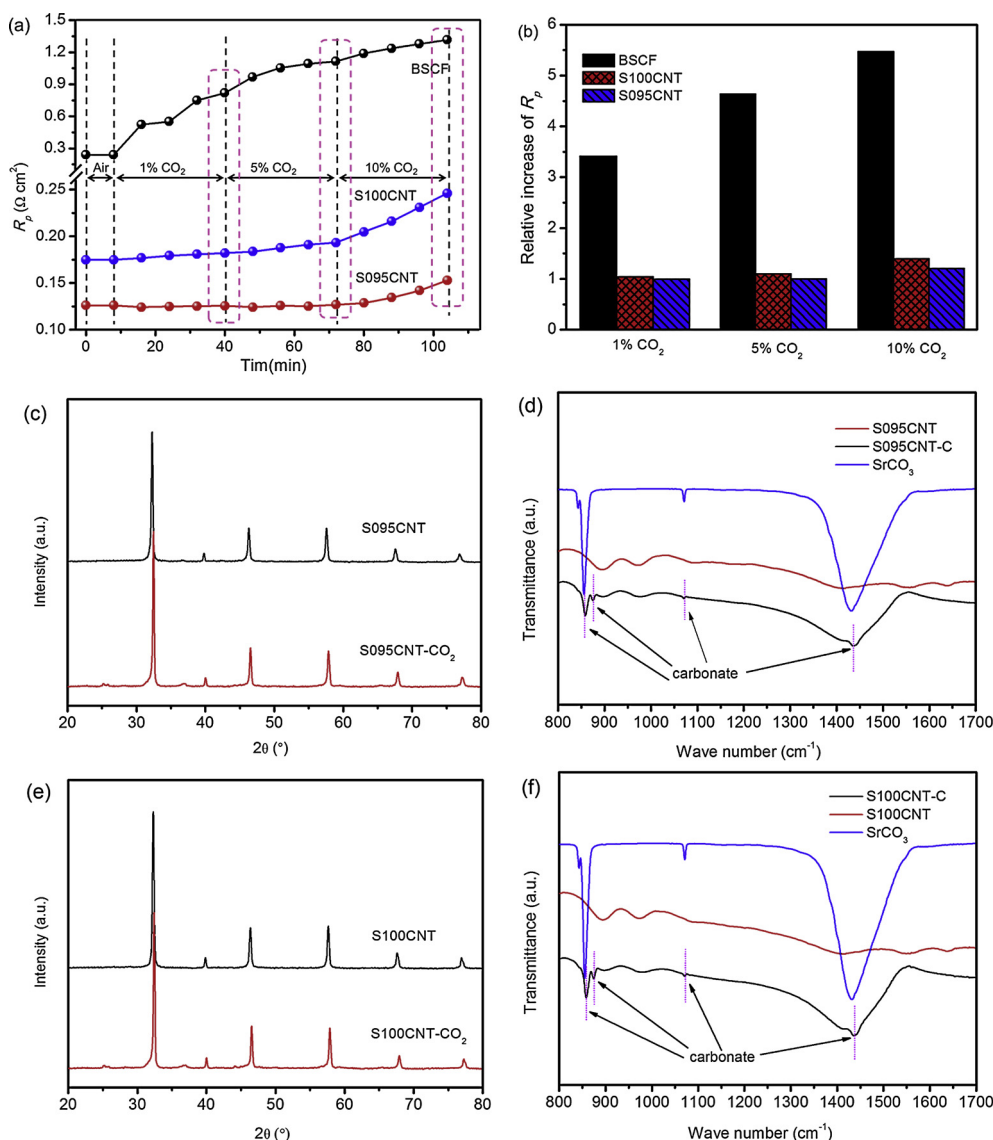 (a)
1.5
1.2
0.9
0.6
0.3
0.25
0.20
0.15
0.10
Rp (Ω cm²)
BSCF
Air
1% CO₂
5% CO₂
10% CO₂
S100CNT
S095CNT
0
20
40
60
80
100
Tim(min)
(b)
6
5
4
3
2
1
0
Relative increase of Rp
BSCF
S100CNT
S095CNT
1% CO₂
5% CO₂
10% CO₂
(c)
Intensity (a.u.)
S095CNT
S095CNT-CO₂
20
30
40
50
60
70
80
2θ (°)
(d)
Transmittance (a.u.)
S095CNT
S095CNT-C
SrCO₃
carbonate
800
900
1000
1100
1200
1300
1400
1500
1600
1700
Wave number (cm⁻¹)
(e)
Intensity (a.u.)
S100CNT
S100CNT-CO₂
20
30
40
50
60
70
80
2θ (°)
(f)
Transmittance (a.u.)
S100CNT-C
S100CNT
SrCO₃
carbonate
800
900
1000
1100
1200
1300
1400
1500
1600
1700
Wave number (cm⁻¹)